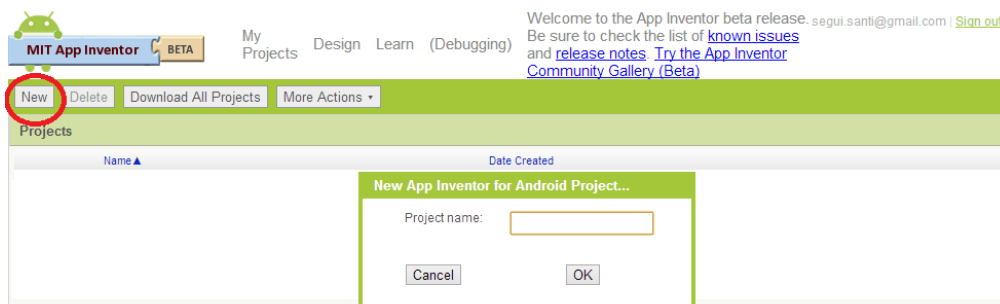 Welcome to the App Inventor beta release. segui.santi@gmail.com | Sign out
MIT App Inventor BETA
My Projects Design Learn (Debugging)
Be sure to check the list of known issues
and release notes. Try the App Inventor
Community Gallery (Beta)
New Delete Download All Projects More Actions
Projects
Name Date Created
New App Inventor for Android Project...
Project name:
Cancel OK